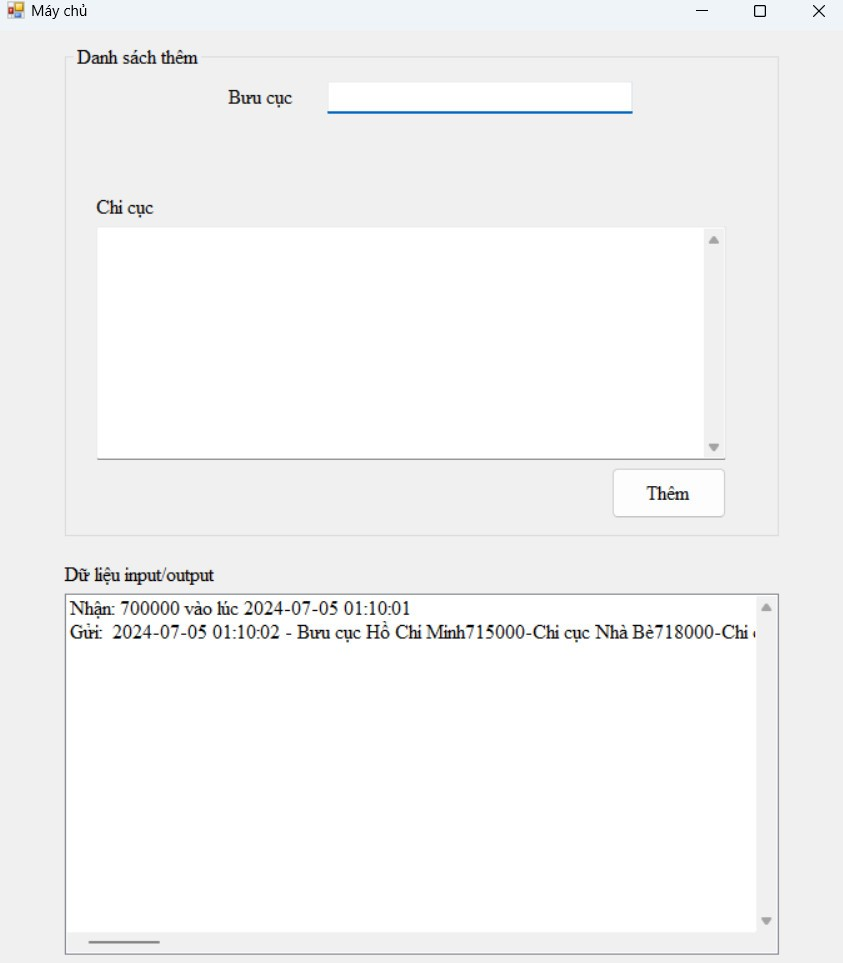 Máy chủ
Danh sách thêm
Bưu cục
Chi cục
Thêm
Dữ liệu input/output
Nhận: 700000 vào lúc 2024-07-05 01:10:01
Gửi: 2024-07-05 01:10:02 - Bưu cục Hồ Chí Minh715000-Chi cục Nhà Bè718000-Chi